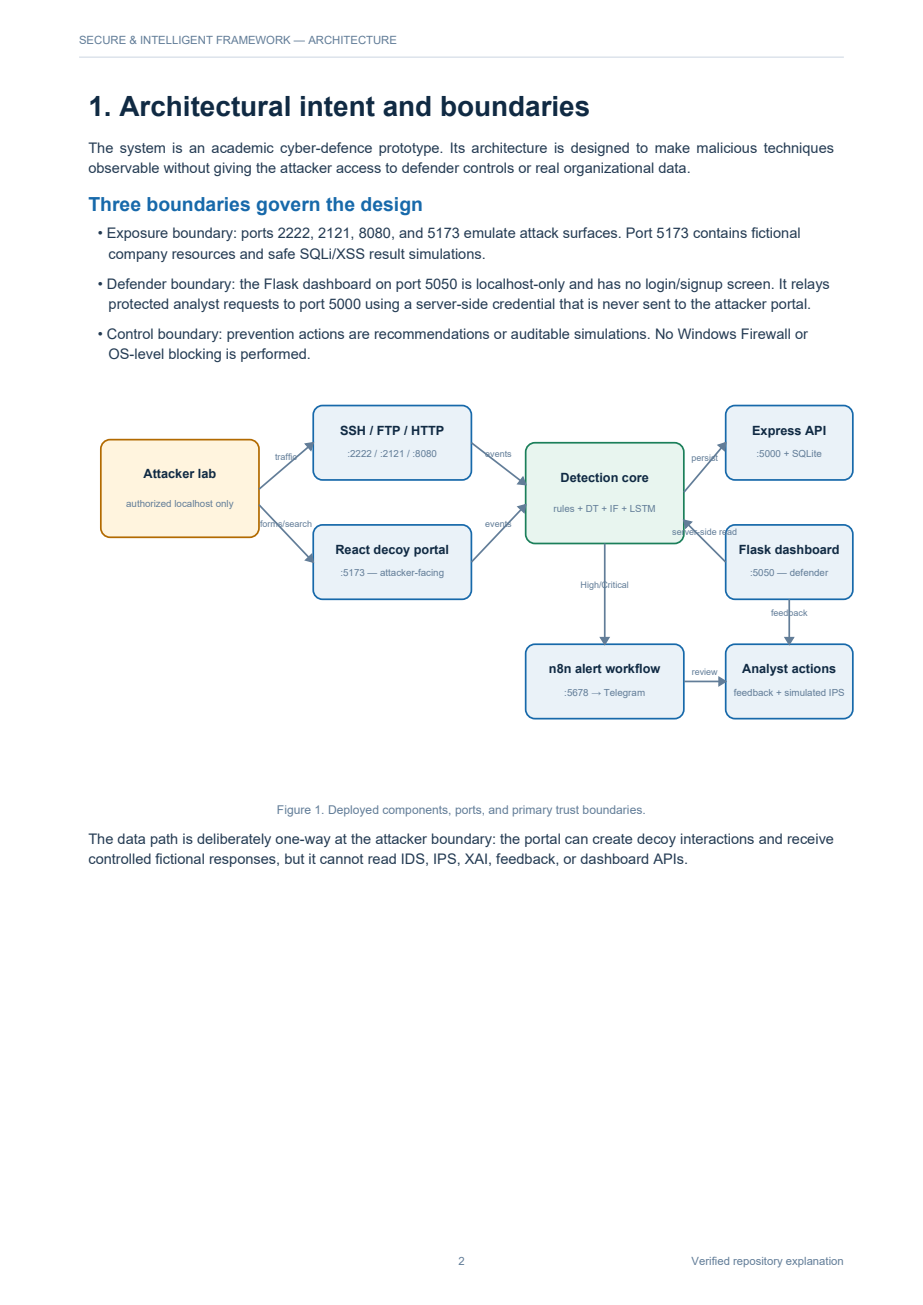 SECURE & INTELLIGENT FRAMEWORK — ARCHITECTURE
1. Architectural intent and boundaries
The system is an academic cyber-defence prototype. Its architecture is designed to make malicious techniques
observable without giving the attacker access to defender controls or real organizational data.
Three boundaries govern the design
• Exposure boundary: ports 2222, 2121, 8080, and 5173 emulate attack surfaces. Port 5173 contains fictional
company resources and safe SQLi/XSS result simulations.
• Defender boundary: the Flask dashboard on port 5050 is localhost-only and has no login/signup screen. It relays
protected analyst requests to port 5000 using a server-side credential that is never sent to the attacker portal.
• Control boundary: prevention actions are recommendations or auditable simulations. No Windows Firewall or
OS-level blocking is performed.
Attacker lab
authorized localhost only
traffic
forms/search
SSH / FTP / HTTP
:2222 / :2121 / :8080
React decoy portal
:5173 — attacker-facing
events
events
Detection core
rules + DT + IF + LSTM
persist
server-side read
Express API
:5000 + SQLite
Flask dashboard
:5050 — defender
High/Critical
feedback
n8n alert workflow
:5678 → Telegram
review
Analyst actions
feedback + simulated IPS
Figure 1. Deployed components, ports, and primary trust boundaries.
The data path is deliberately one-way at the attacker boundary: the portal can create decoy interactions and receive
controlled fictional responses, but it cannot read IDS, IPS, XAI, feedback, or dashboard APIs.
2
Verified repository explanation